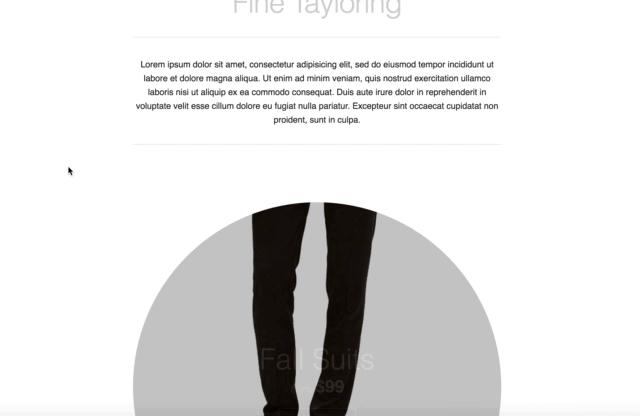 Fine Tayloring
Lorem ipsum dolor sit amet, consectetur adipisicing elit, sed do eiusmod tempor incididunt ut
labore et dolore magna aliqua. Ut enim ad minim veniam, quis nostrud exercitation ullamco
laboris nisi ut aliquip ex ea commodo consequat. Duis aute irure dolor in reprehenderit in
voluptate velit esse cillum dolore eu fugiat nulla pariatur. Excepteur sint occaecat cupidatat non
proident, sunt in culpa.
Fall Suits
$99